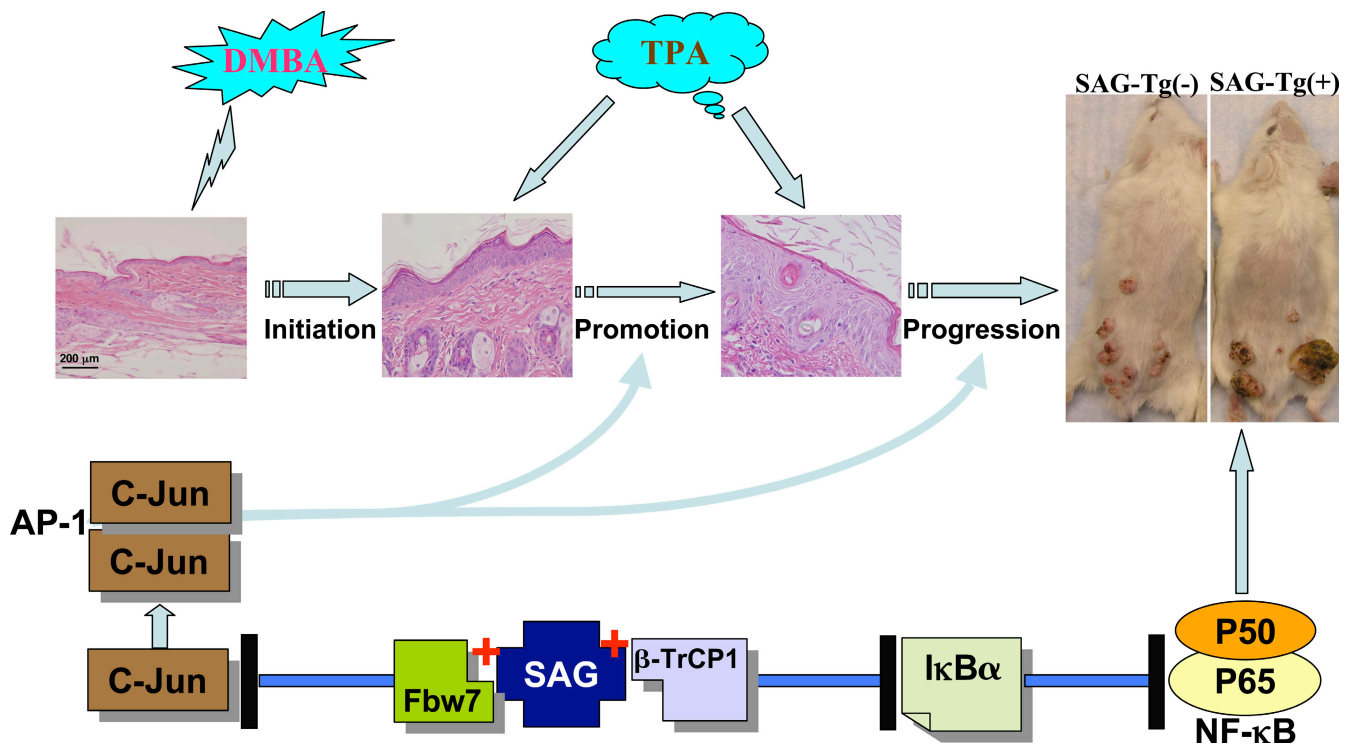 DMBA
TPA
SAG-Tg(-) SAG-Tg(+)
200 μm
Initiation
Promotion
Progression
C-Jun
AP-1
C-Jun
C-Jun
Fbw7
+
SAG
+
β-TrCP1
IκBα
P50
P65
NF-κB